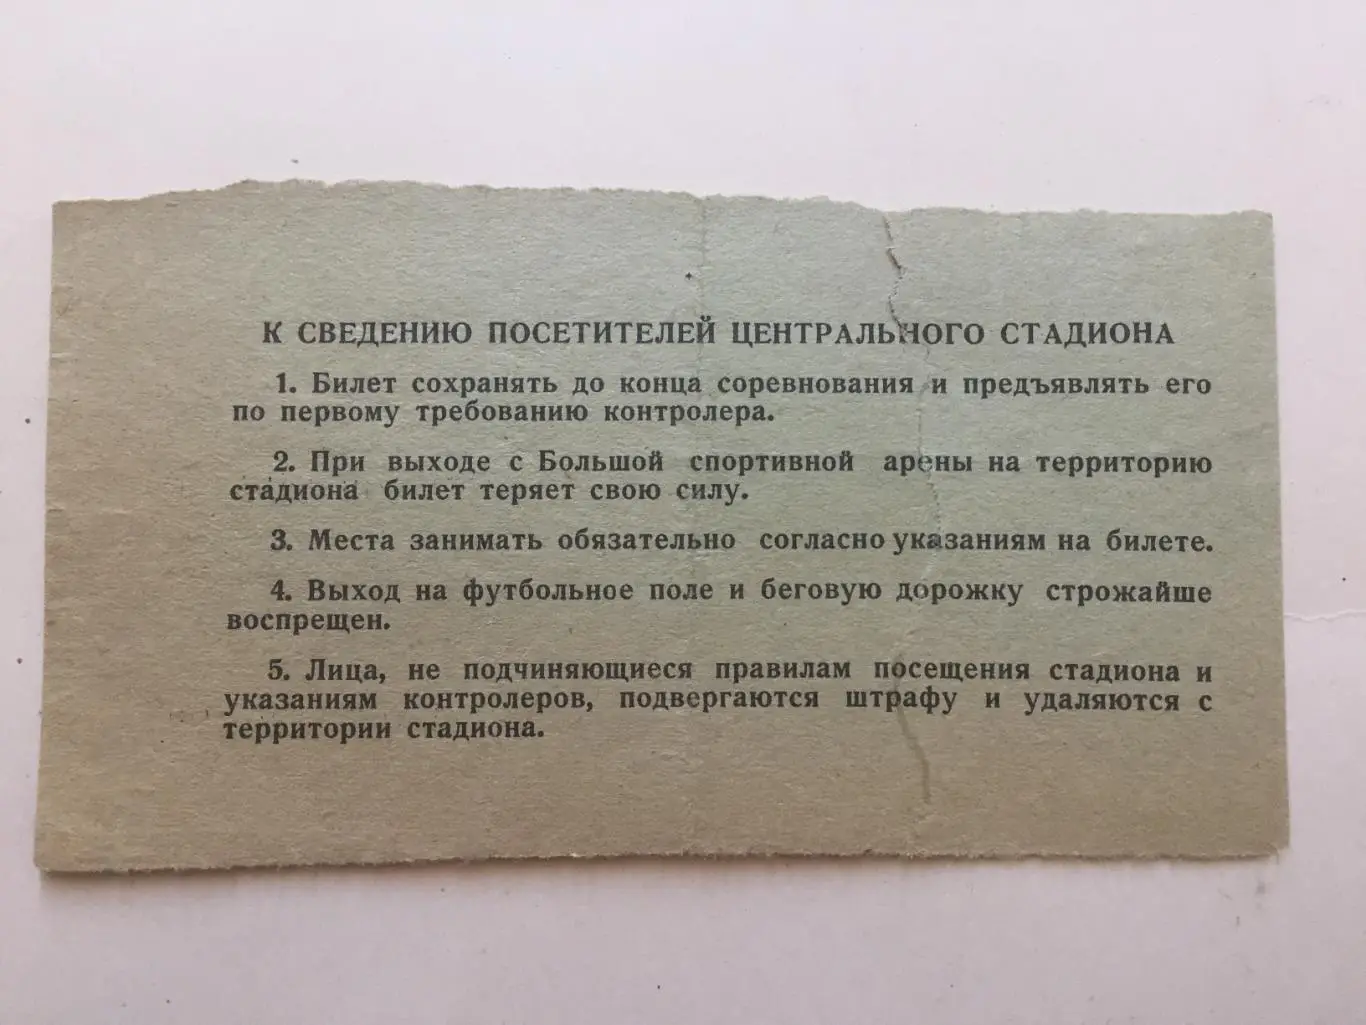 К СВЕДЕНИЮ ПОСЕТИТЕЛЕЙ ЦЕНТРАЛЬНОГО СТАДИОНА
1. Билет сохранять до конца соревнования и предъявлять его
по первому требованию контролера.
2. При выходе с Большой спортивной арены на территорию
стадиона билет теряет свою силу.
3. Места занимать обязательно согласно указаниям на билете.
4. Выход на футбольное поле и беговую дорожку строжайше
воспрещен.
5. Лица, не подчиняющиеся правилам посещения стадиона и
указаниям контролеров, подвергаются штрафу и удаляются с
территории стадиона.